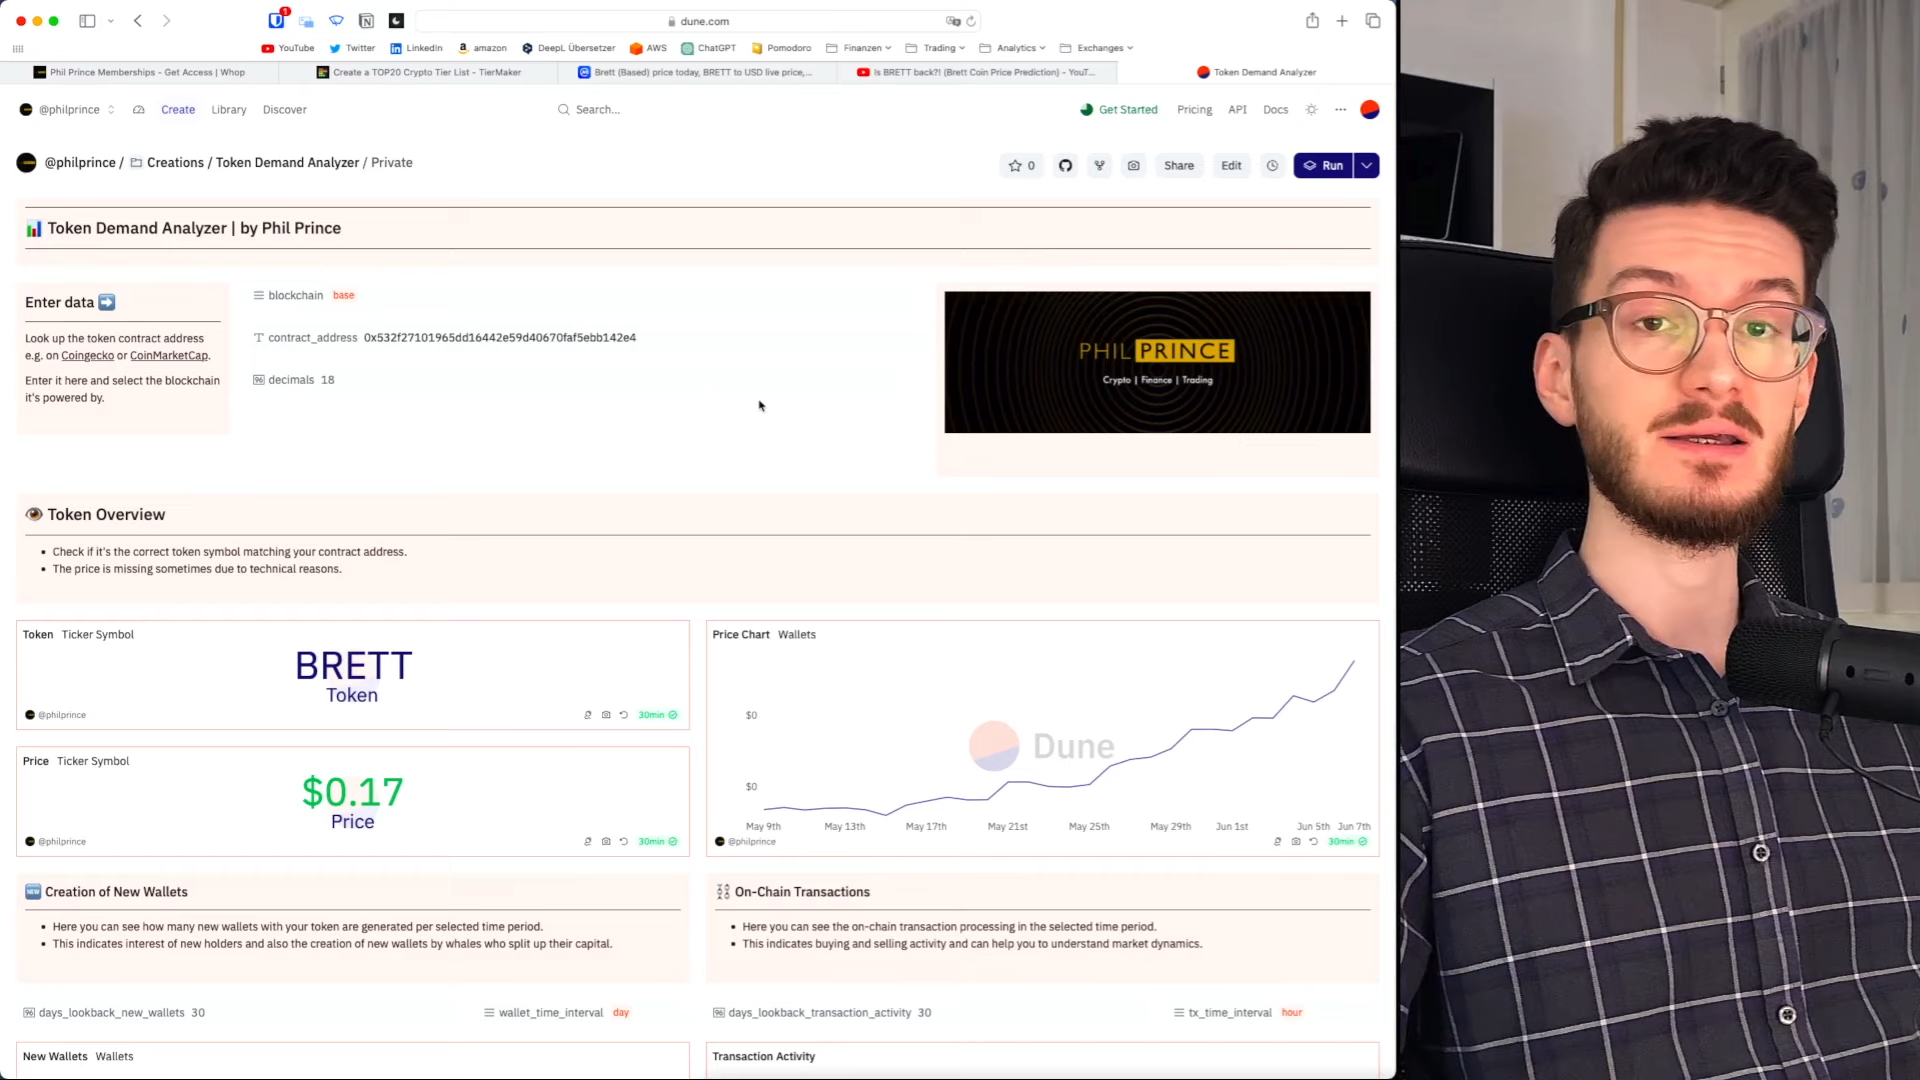 1
dune.com
YouTube Twitter LinkedIn amazon DeepL Übersetzer AWS ChatGPT Pomodoro Finanzen Trading Analytics Exchanges
Phil Prince Memberships - Get Access | Whop
Create a TOP20 Crypto Tier List - TierMaker
Brett (Based) price today, BRETT to USD live price,...
Is BRETT back?! (Brett Coin Price Prediction) - YouT...
Token Demand Analyzer
@philprince Create Library Discover Search... Get Started Pricing API Docs
@philprince / Creations / Token Demand Analyzer / Private
0 Share Edit Run
Token Demand Analyzer | by Phil Prince
Enter data
Look up the token contract address
e.g. on Coingecko or CoinMarketCap.
Enter it here and select the blockchain
it's powered by.
blockchain base
contract_address 0x532f27101965dd16442e59d40670faf5ebb142e4
decimals 18
PHIL PRINCE
Crypto | Finance | Trading
Token Overview
• Check if it's the correct token symbol matching your contract address.
• The price is missing sometimes due to technical reasons.
Token Ticker Symbol
BRETT
Token
@philprince 30min
Price Ticker Symbol
$0.17
Price
@philprince 30min
Price Chart Wallets
$0
Dune
$0
May 9th May 13th May 17th May 21st May 25th May 29th Jun 1st Jun 5th Jun 7th
@philprince 30min
NEW Creation of New Wallets
• Here you can see how many new wallets with your token are generated per selected time period.
• This indicates interest of new holders and also the creation of new wallets by whales who split up their capital.
On-Chain Transactions
• Here you can see the on-chain transaction processing in the selected time period.
• This indicates buying and selling activity and can help you to understand market dynamics.
days_lookback_new_wallets 30 wallet_time_interval day
days_lookback_transaction_activity 30 tx_time_interval hour
New Wallets Wallets
Transaction Activity